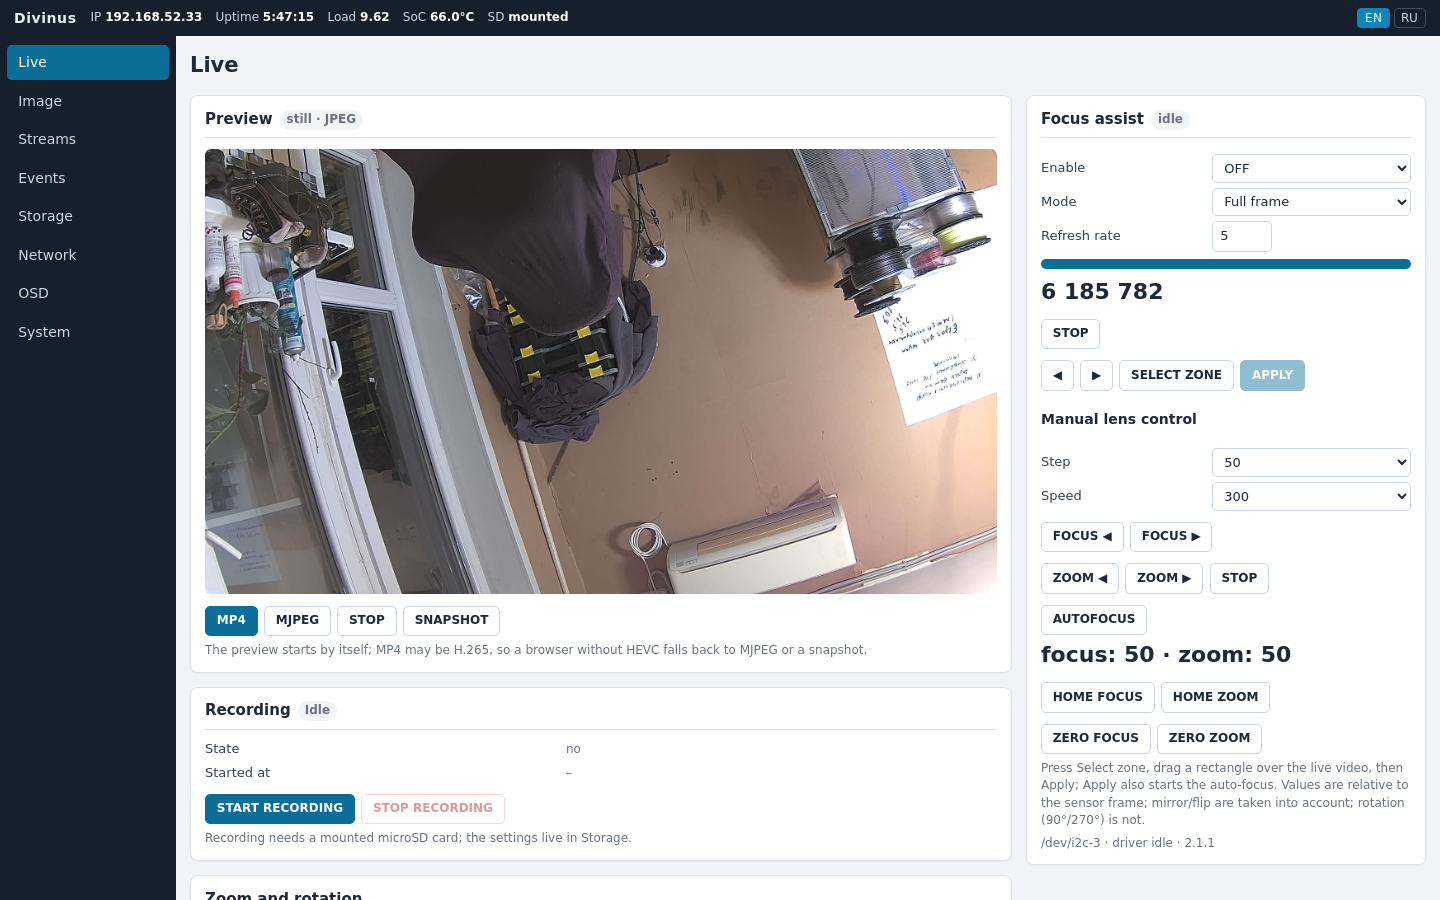 Divinus IP 192.168.52.33 Uptime 5:47:15 Load 9.62 SoC 66.0°C SD mounted EN RU
Live
Image
Streams
Events
Storage
Network
OSD
System
Live
Preview still · JPEG
MP4 MJPEG STOP SNAPSHOT
The preview starts by itself; MP4 may be H.265, so a browser without HEVC falls back to MJPEG or a snapshot.
Recording Idle
State no
Started at –
START RECORDING STOP RECORDING
Recording needs a mounted microSD card; the settings live in Storage.
Zoom and rotation
Focus assist idle
Enable OFF
Mode Full frame
Refresh rate 5
6 185 782
STOP
◀ ▶ SELECT ZONE APPLY
Manual lens control
Step 50
Speed 300
FOCUS ◀ FOCUS ▶
ZOOM ◀ ZOOM ▶ STOP
AUTOFOCUS
focus: 50 · zoom: 50
HOME FOCUS HOME ZOOM
ZERO FOCUS ZERO ZOOM
Press Select zone, drag a rectangle over the live video, then
Apply; Apply also starts the auto-focus. Values are relative to
the sensor frame; mirror/flip are taken into account; rotation
(90°/270°) is not.
/dev/i2c-3 · driver idle · 2.1.1